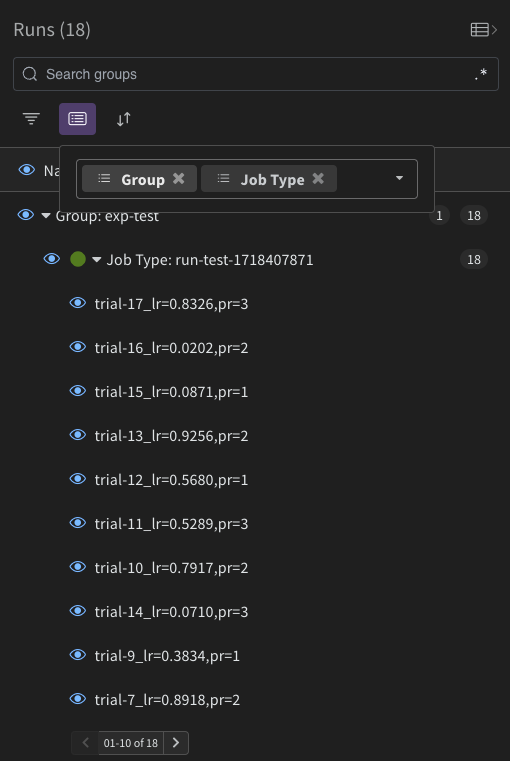 Runs (18)
Search groups .*
Group Job Type
Na
Group: exp-test 1 18
Job Type: run-test-1718407871 18
trial-17_lr=0.8326,pr=3
trial-16_lr=0.0202,pr=2
trial-15_lr=0.0871,pr=1
trial-13_lr=0.9256,pr=2
trial-12_lr=0.5680,pr=1
trial-11_lr=0.5289,pr=3
trial-10_lr=0.7917,pr=2
trial-14_lr=0.0710,pr=3
trial-9_lr=0.3834,pr=1
trial-7_lr=0.8918,pr=2
01-10 of 18